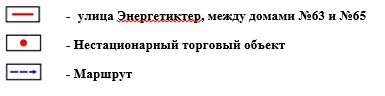 - улица Энергетиктер, между домами №63 и №65
- Нестационарный торговый объект
- Маршрут